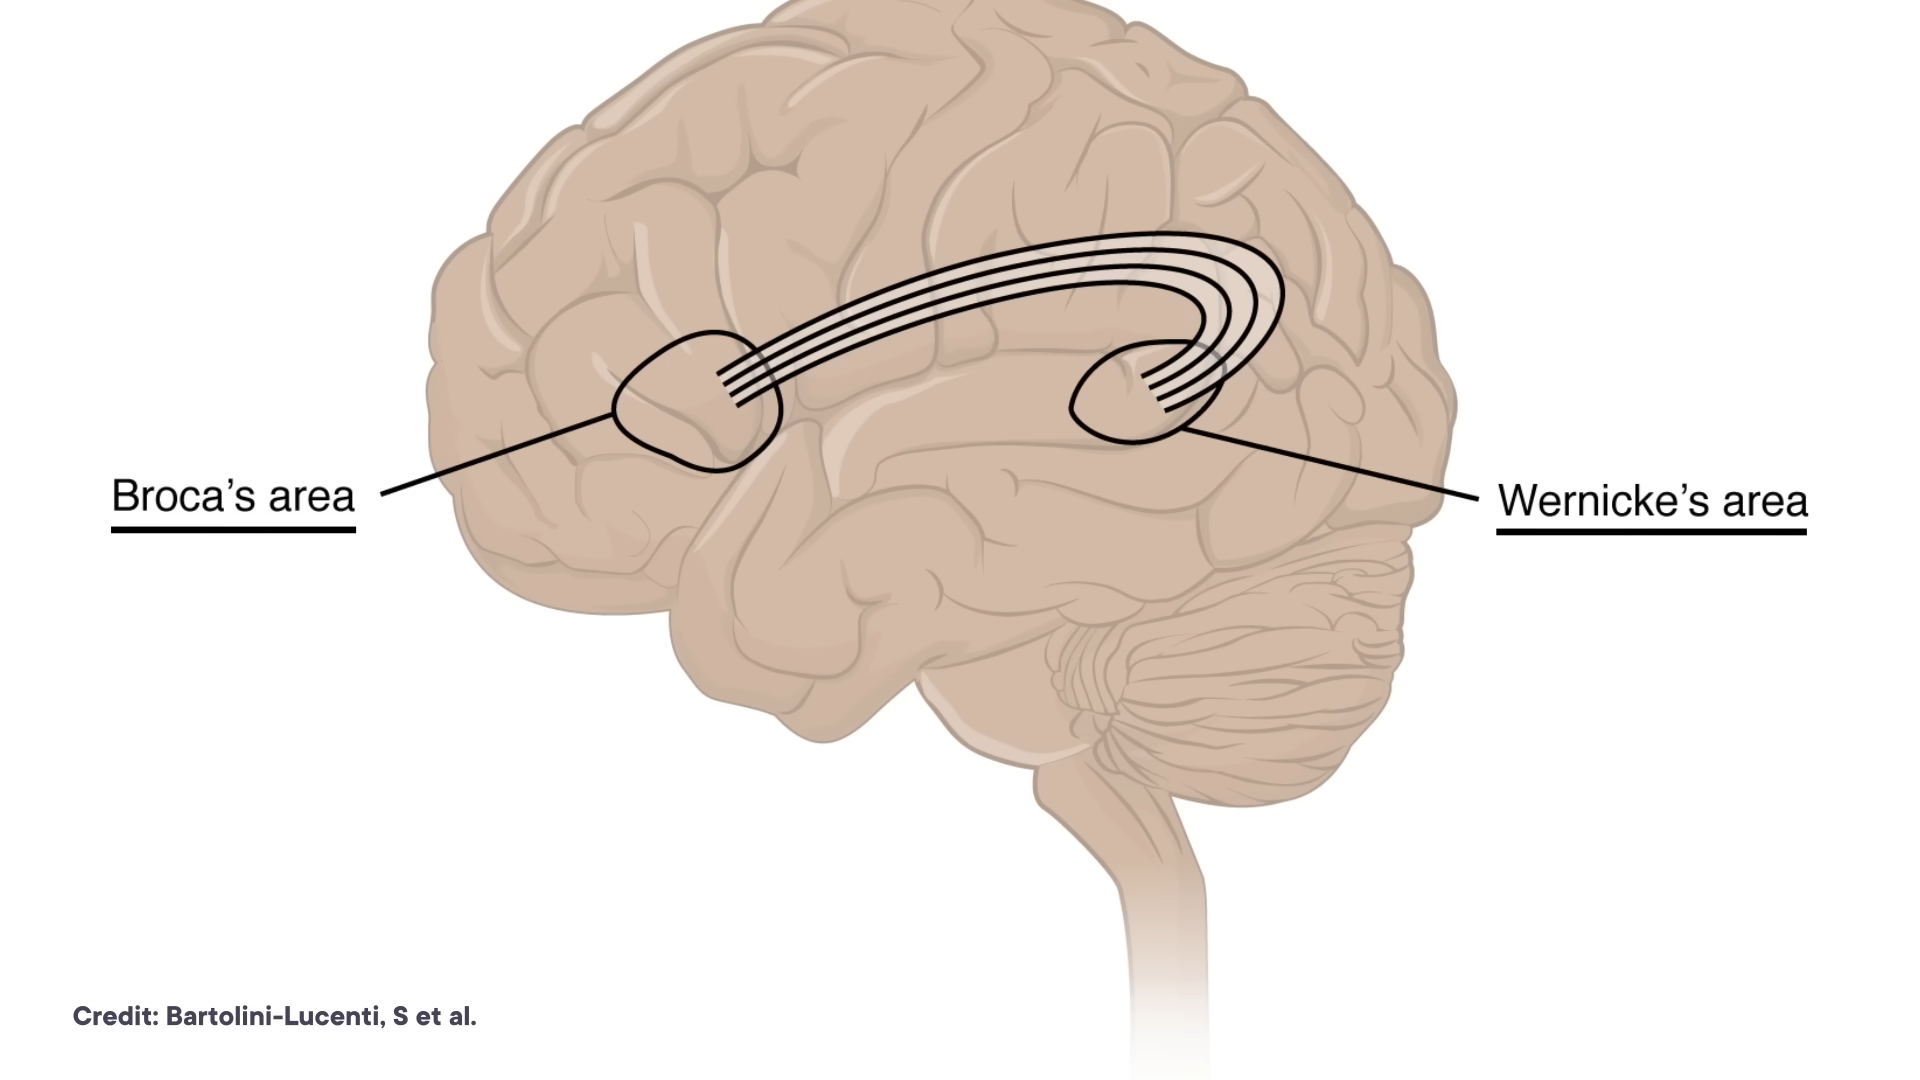 Broca’s area
Wernicke’s area
Credit: Bartolini-Lucenti, S et al.